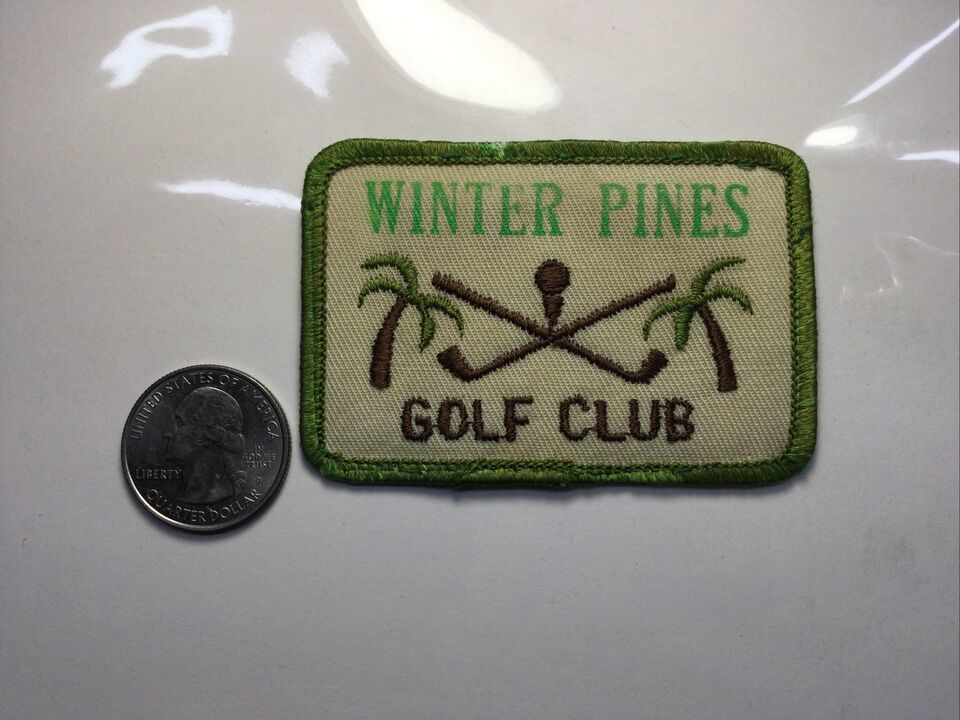 WINTER PINES
GOLF CLUB
UNITED STATES OF AMERICA
LIBERTY
IN
GOD WE
TRUST
D
QUARTER DOLLAR